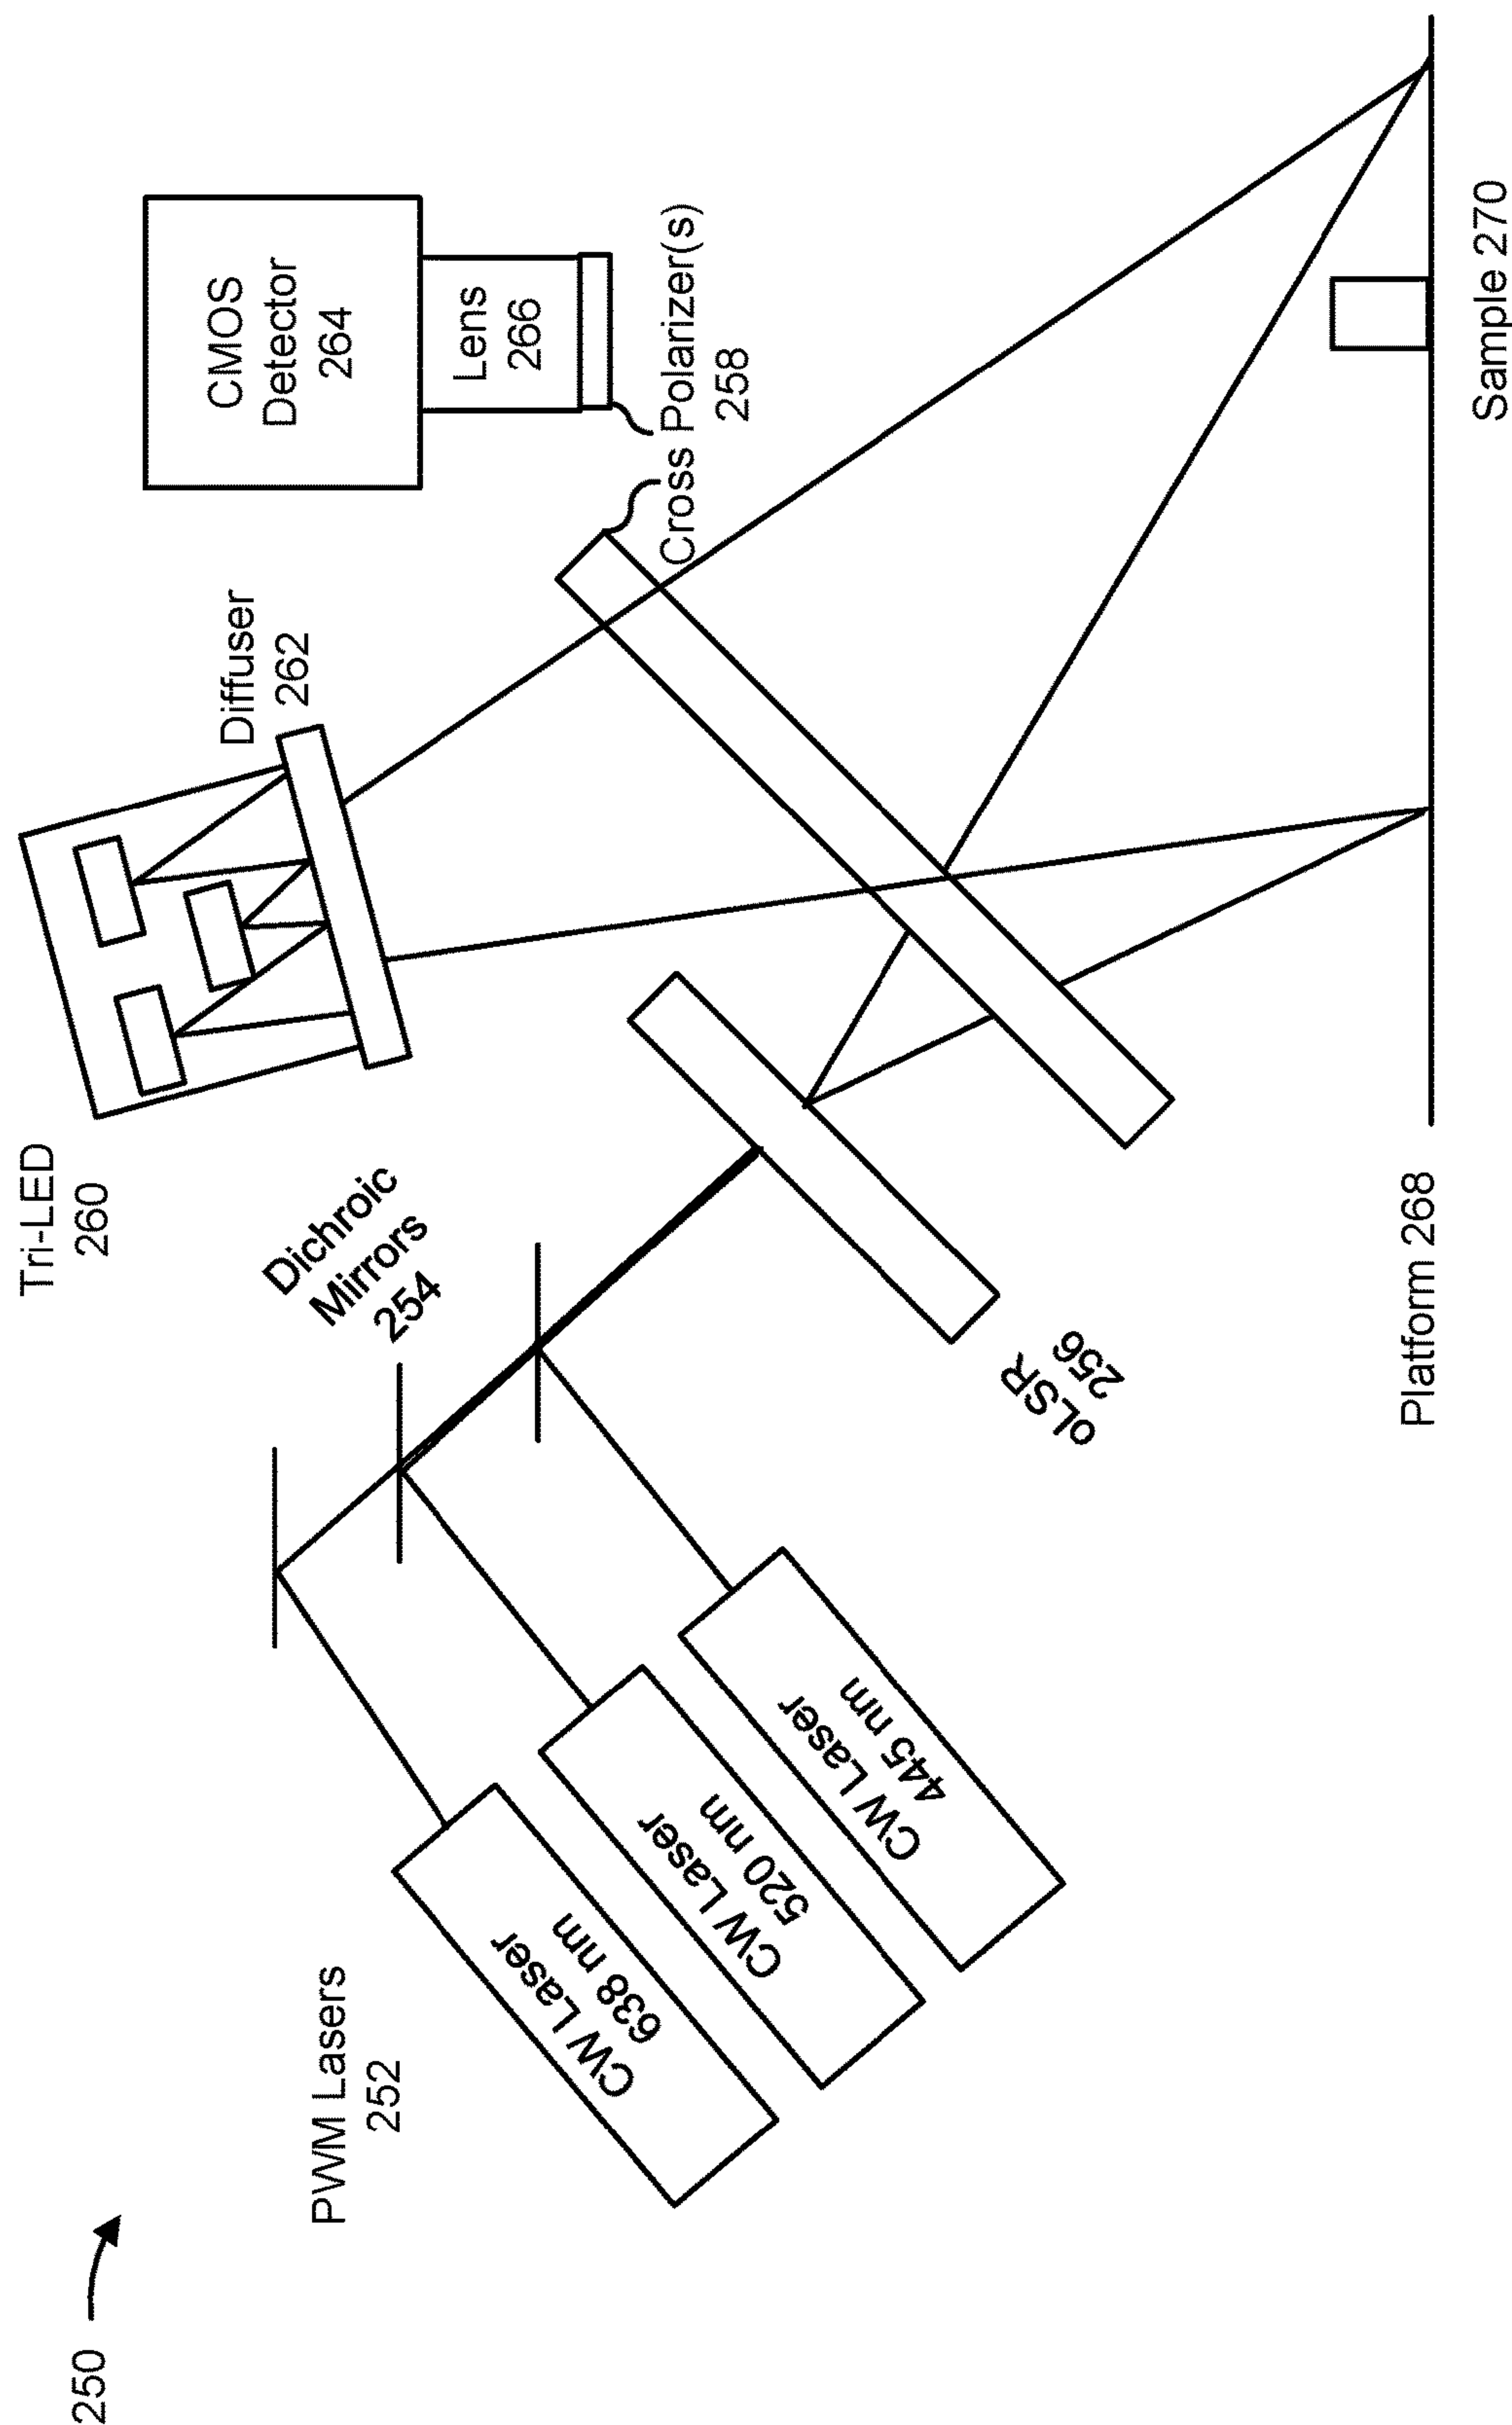 250
PWM Lasers
252
CW Laser
638 nm
CW Laser
520 nm
CW Laser
445 nm
Dichroic
Mirrors
254
oLSR
256
Tri-LED
260
Diffuser
262
CMOS
Detector
264
Lens
266
Cross Polarizer(s)
258
Platform 268
Sample 270